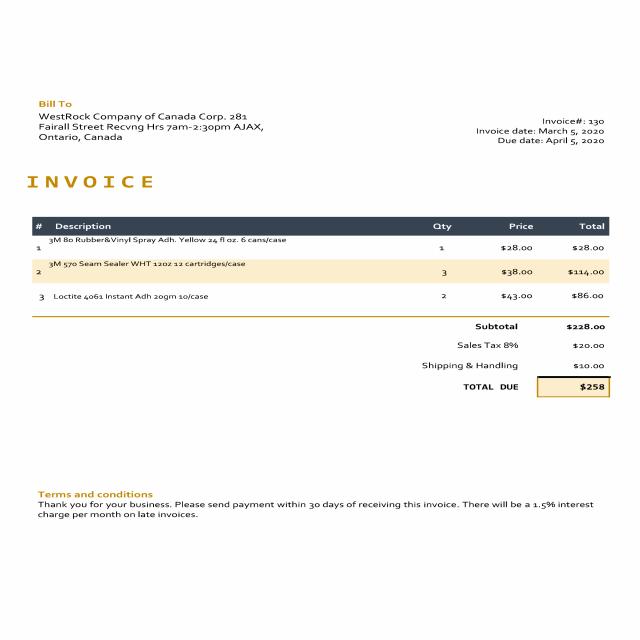 Bill To
WestRock Company of Canada Corp. 281
Fairall Street Recvng Hrs 7am-2:30pm AJAX,
Ontario, Canada
Invoice#: 130
Invoice date: March 5, 2020
Due date: April 5, 2020
INVOICE
# Description Qty Price Total
1 3M 80 Rubber&Vinyl Spray Adh. Yellow 24 fl oz. 6 cans/case 1 $28.00 $28.00
2 3M 570 Seam Sealer WHT 12oz 12 cartridges/case 3 $38.00 $114.00
3 Loctite 4061 Instant Adh 20gm 10/case 2 $43.00 $86.00
Subtotal $228.00
Sales Tax 8% $20.00
Shipping & Handling $10.00
TOTAL DUE $258
Terms and conditions
Thank you for your business. Please send payment within 30 days of receiving this invoice. There will be a 1.5% interest
charge per month on late invoices.